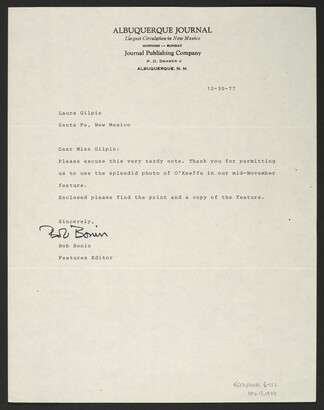 ALBUQUERQUE JOURNAL
Largest Circulation in New Mexico
MORNINGS — MONDAY
Journal Publishing Company
P. O. DRAWER J
ALBUQUERQUE, N. M.
12-30-77
Laura Gilpin
Santa Fe, New Mexico
Dear Miss Gilpin:
Please excuse this very tardy note. Thank you for permitting
us to use the splendid photo of O'Keeffe in our mid-November
feature.
Enclosed please find the print and a copy of the feature.
Sincerely,
Bob Bonin
Bob Bonin
Features Editor